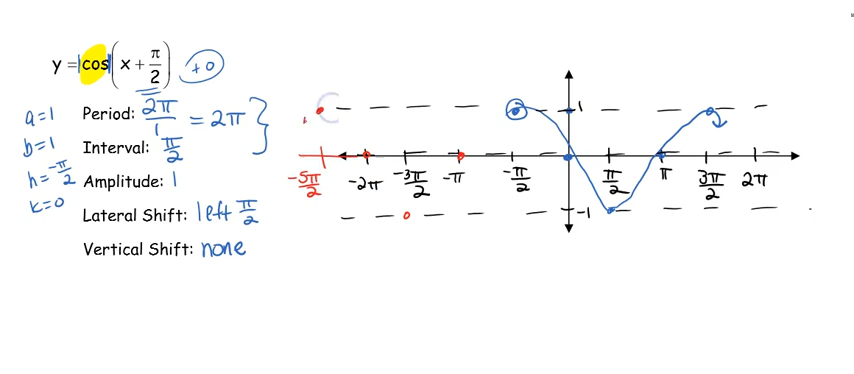 y = |cos|(x + π/2) +0
a=1 Period: 2π/1 = 2π
b=1 Interval: π/2
h= -π/2 Amplitude: 1
k=0 Lateral Shift: left π/2
Vertical Shift: none
1
-5π/2 -2π -3π/2 -π -π/2 π/2 π 3π/2 2π
-1